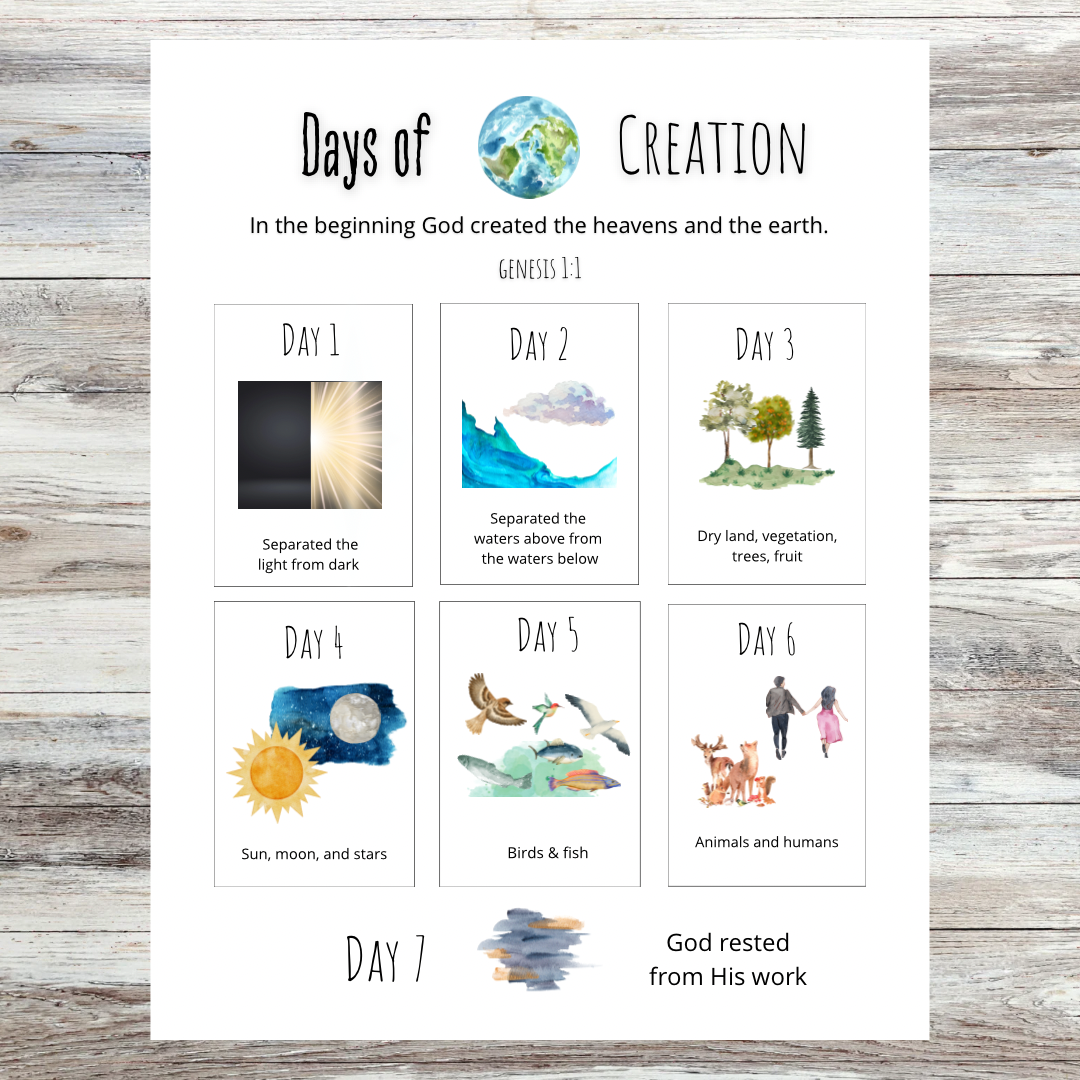 Days of CREATION
In the beginning God created the heavens and the earth.
GENESIS 1:1
DAY 1
Separated the
light from dark
DAY 2
Separated the
waters above from
the waters below
DAY 3
Dry land, vegetation,
trees, fruit
DAY 4
Sun, moon, and stars
DAY 5
Birds & fish
DAY 6
Animals and humans
DAY 7
God rested
from His work